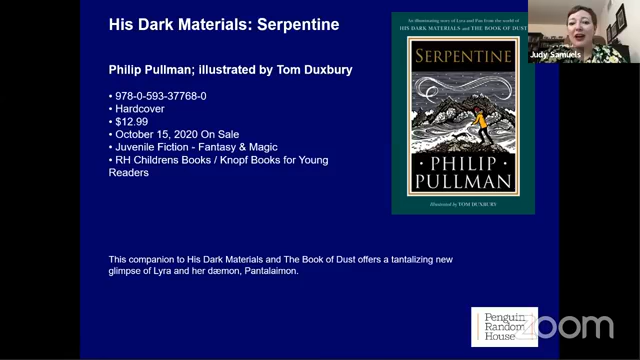 His Dark Materials: Serpentine
Philip Pullman; illustrated by Tom Duxbury
• 978-0-593-37768-0
• Hardcover
• $12.99
• October 15, 2020 On Sale
• Juvenile Fiction - Fantasy & Magic
• RH Childrens Books / Knopf Books for Young
Readers
This companion to His Dark Materials and The Book of Dust offers a tantalizing new
glimpse of Lyra and her dæmon, Pantalaimon.
An illuminating story of Lyra and Pan from the world of
HIS DARK MATERIALS and THE BOOK OF DUST
SERPENTINE
• PHILIP •
PULLMAN
Illustrated by TOM DUXBURY
Judy Samuels
Penguin
Random
House
zoom